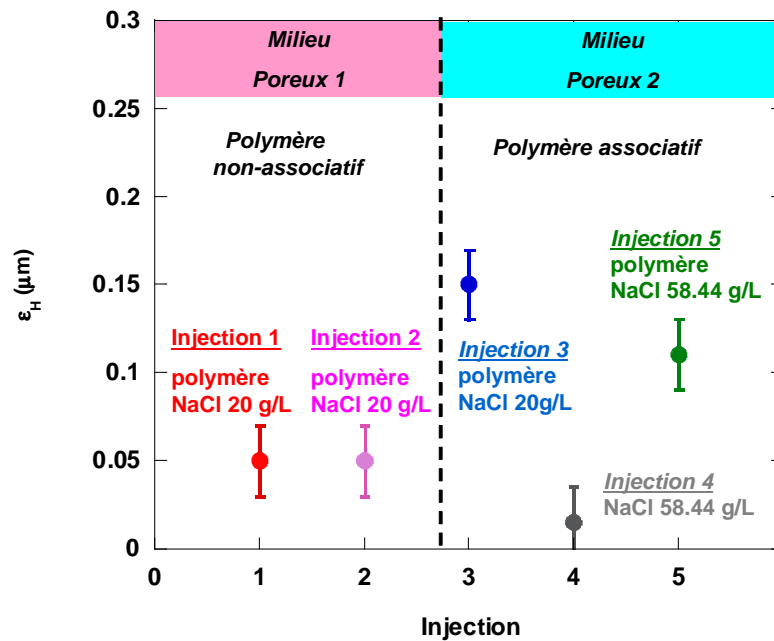 Milieu
Poreux 1
Milieu
Poreux 2
Polymère
non-associatif
Polymère associatif
Injection 1
polymère
NaCl 20 g/L
Injection 2
polymère
NaCl 20 g/L
Injection 3
polymère
NaCl 20g/L
Injection 5
polymère
NaCl 58.44 g/L
Injection 4
NaCl 58.44 g/L
ε_H (µm)
0.3
0.25
0.2
0.15
0.1
0.05
0
0 1 2 3 4 5
Injection